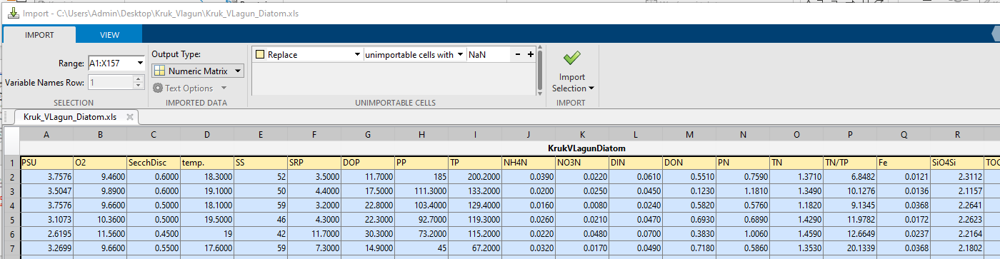 Import - C:\Users\Admin\Desktop\Kruk_Vlagun\Kruk_VLagun_Diatom.xls
IMPORT VIEW
Range: A1:X157
Variable Names Row: 1
SELECTION
Output Type:
Numeric Matrix
Text Options
IMPORTED DATA
Replace unimportable cells with NaN - +
UNIMPORTABLE CELLS
Import
Selection
IMPORT
Kruk_VLagun_Diatom.xls
A B C D E F G H I J K L M N O P Q R
KrukVLagunDiatom
1 PSU O2 SecchDisc temp. SS SRP DOP PP TP NH4N NO3N DIN DON PN TN TN/TP Fe SiO4Si TOC
2 3.7576 9.4600 0.6000 18.3000 52 3.5000 11.7000 185 200.2000 0.0390 0.0220 0.0610 0.5510 0.7590 1.3710 6.8482 0.0121 2.3112
3 3.5047 9.8900 0.6000 19.1000 50 4.4000 17.5000 111.3000 133.2000 0.0200 0.0250 0.0450 0.1230 1.1810 1.3490 10.1276 0.0136 2.1157
4 3.7576 9.6600 0.5000 18.1000 59 3.2000 22.8000 103.4000 129.4000 0.0160 0.0080 0.0240 0.5820 0.5760 1.1820 9.1345 0.0368 2.2641
5 3.1073 10.3600 0.5000 19.5000 46 4.3000 22.3000 92.7000 119.3000 0.0260 0.0210 0.0470 0.6930 0.6890 1.4290 11.9782 0.0172 2.2623
6 2.6195 11.5600 0.4500 19 42 11.7000 30.3000 73.2000 115.2000 0.0220 0.0480 0.0700 0.3830 1.0060 1.4590 12.6649 0.0237 2.2164
7 3.2699 9.6600 0.5500 17.6000 59 7.3000 14.9000 45 67.2000 0.0320 0.0170 0.0490 0.7180 0.5860 1.3530 20.1339 0.0368 2.1802